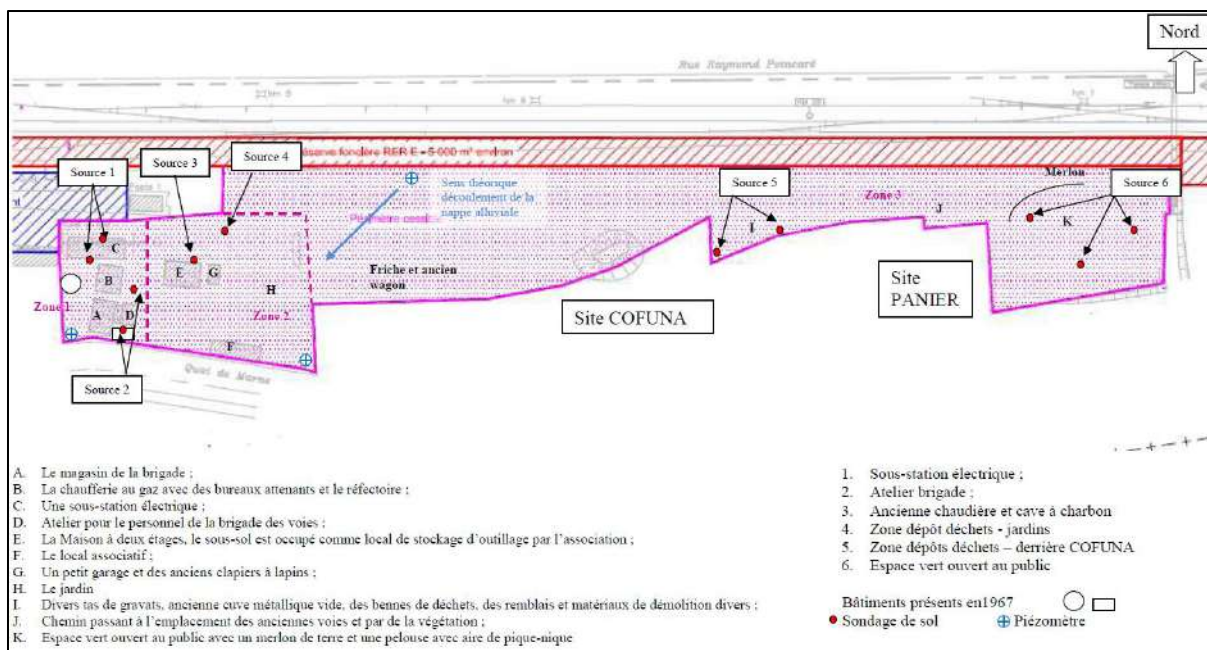 Nord
Rue Raymond Poincaré
Source 3
Source 4
Réserve foncière RER E - 5 000 m² environ
Source 1
Sens théorique
découlement de la
nappe alluviale
Source 5
Zone 3
Merlon
Source 6
I
J
K
C
E
G
B
H
Friche et ancien
wagon
Site
PANIER
Zone 1
A
D
Zone 2
Site COFUNA
F
Source 2
Quai de Marne
A. Le magasin de la brigade ;
B. La chaufferie au gaz avec des bureaux attenants et le réfectoire ;
C. Une sous-station électrique ;
D. Atelier pour le personnel de la brigade des voies ;
E. La Maison à deux étages, le sous-sol est occupé comme local de stockage d'outillage par l'association ;
F. Le local associatif ;
G. Un petit garage et des anciens clapiers à lapins ;
H. Le jardin
I. Divers tas de gravats, ancienne cuve métallique vide, des bennes de déchets, des remblais et matériaux de démolition divers ;
J. Chemin passant à l'emplacement des anciennes voies et par de la végétation ;
K. Espace vert ouvert au public avec un merlon de terre et une pelouse avec aire de pique-nique
1. Sous-station électrique ;
2. Atelier brigade ;
3. Ancienne chaudière et cave à charbon
4. Zone dépôt déchets - jardins
5. Zone dépôts déchets – derrière COFUNA
6. Espace vert ouvert au public
Bâtiments présents en1967
Sondage de sol
Piézomètre